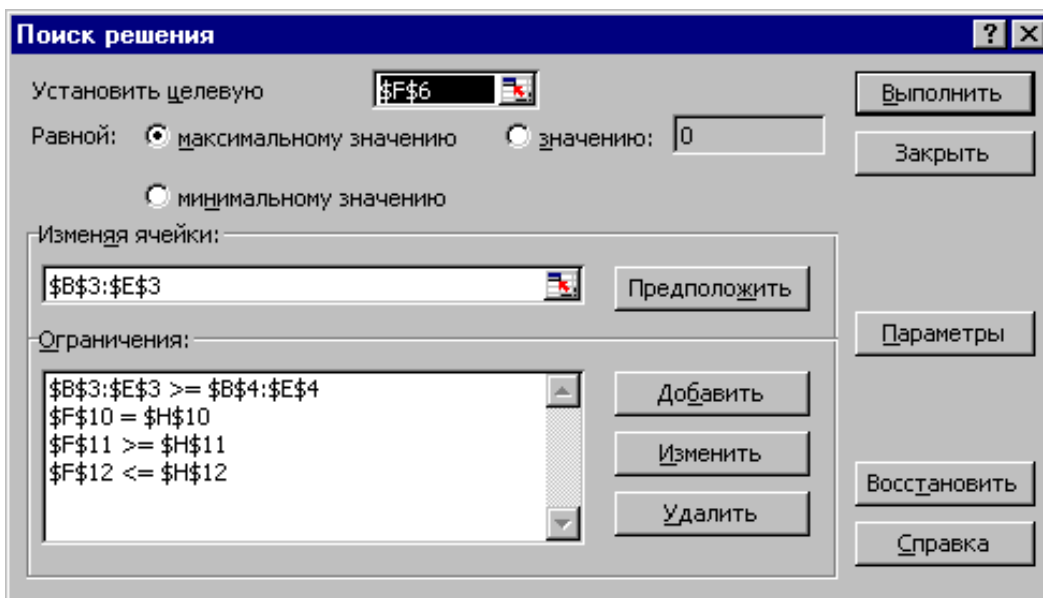 Поиск решения
Установить целевую $F$6 Выполнить
Равной: максимальному значению значению: 0 Закрыть
минимальному значению
Изменяя ячейки:
$B$3:$E$3 Предположить
Параметры
Ограничения:
$B$3:$E$3 >= $B$4:$E$4 Добавить
$F$10 = $H$10
$F$11 >= $H$11 Изменить
$F$12 <= $H$12
Восстановить
Удалить
Справка